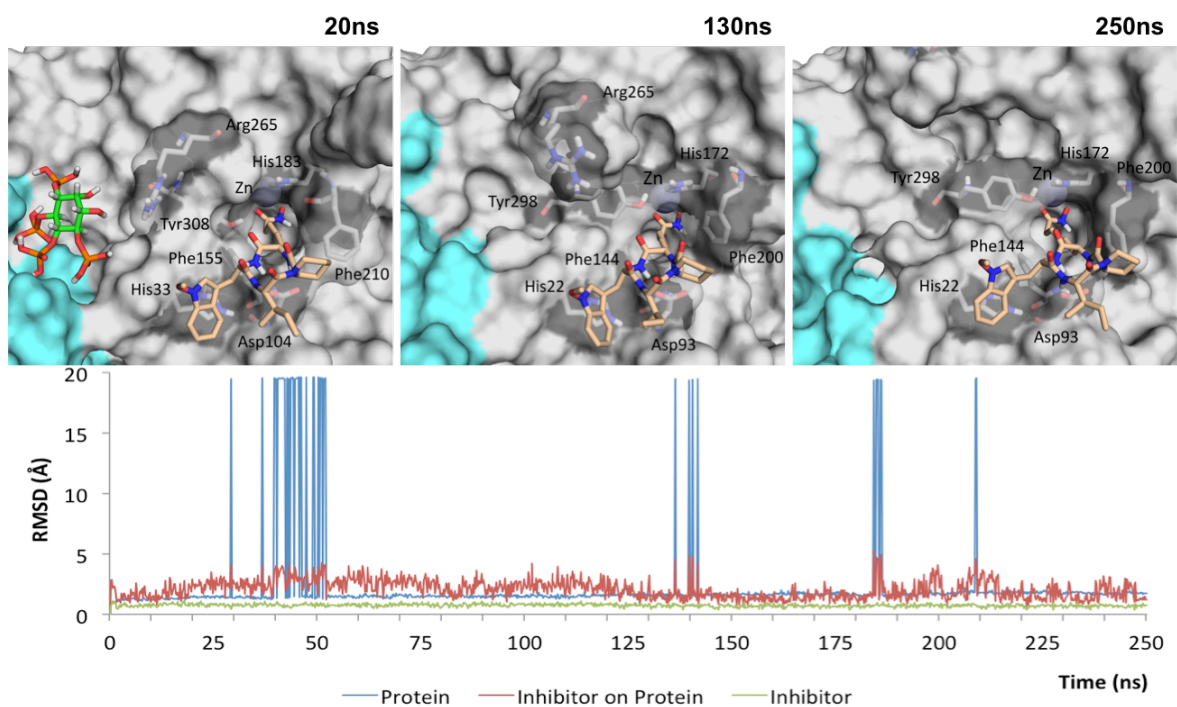 20ns
130ns
250ns
Arg265
His183
Zn
Tyr308
Phe155
Phe210
His33
Asp104
Arg265
His172
Zn
Tyr298
Phe144
Phe200
His22
Asp93
His172
Phe200
Zn
Tyr298
Phe144
His22
Asp93
RMSD (Å)
20
15
10
5
0
0 25 50 75 100 125 150 175 200 225 250
Time (ns)
Protein Inhibitor on Protein Inhibitor